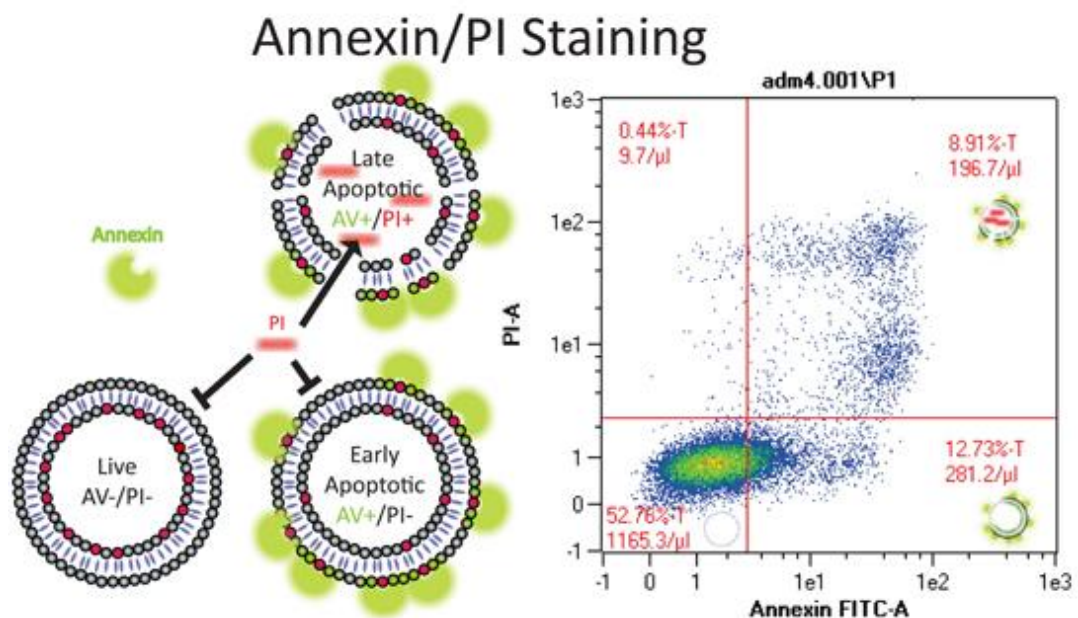 Annexin/PI Staining
Annexin
Late
Apoptotic
AV+/PI+
PI
Live
AV-/PI-
Early
Apoptotic
AV+/PI-
adm4.001\P1
0.44%-T
9.7/µl
8.91%-T
196.7/µl
12.73%-T
281.2/µl
52.76%-T
1165.3/µl
PI-A
1e3
1e2
1e1
1
0
-1
-1
0
1
1e1
1e2
1e3
Annexin FITC-A